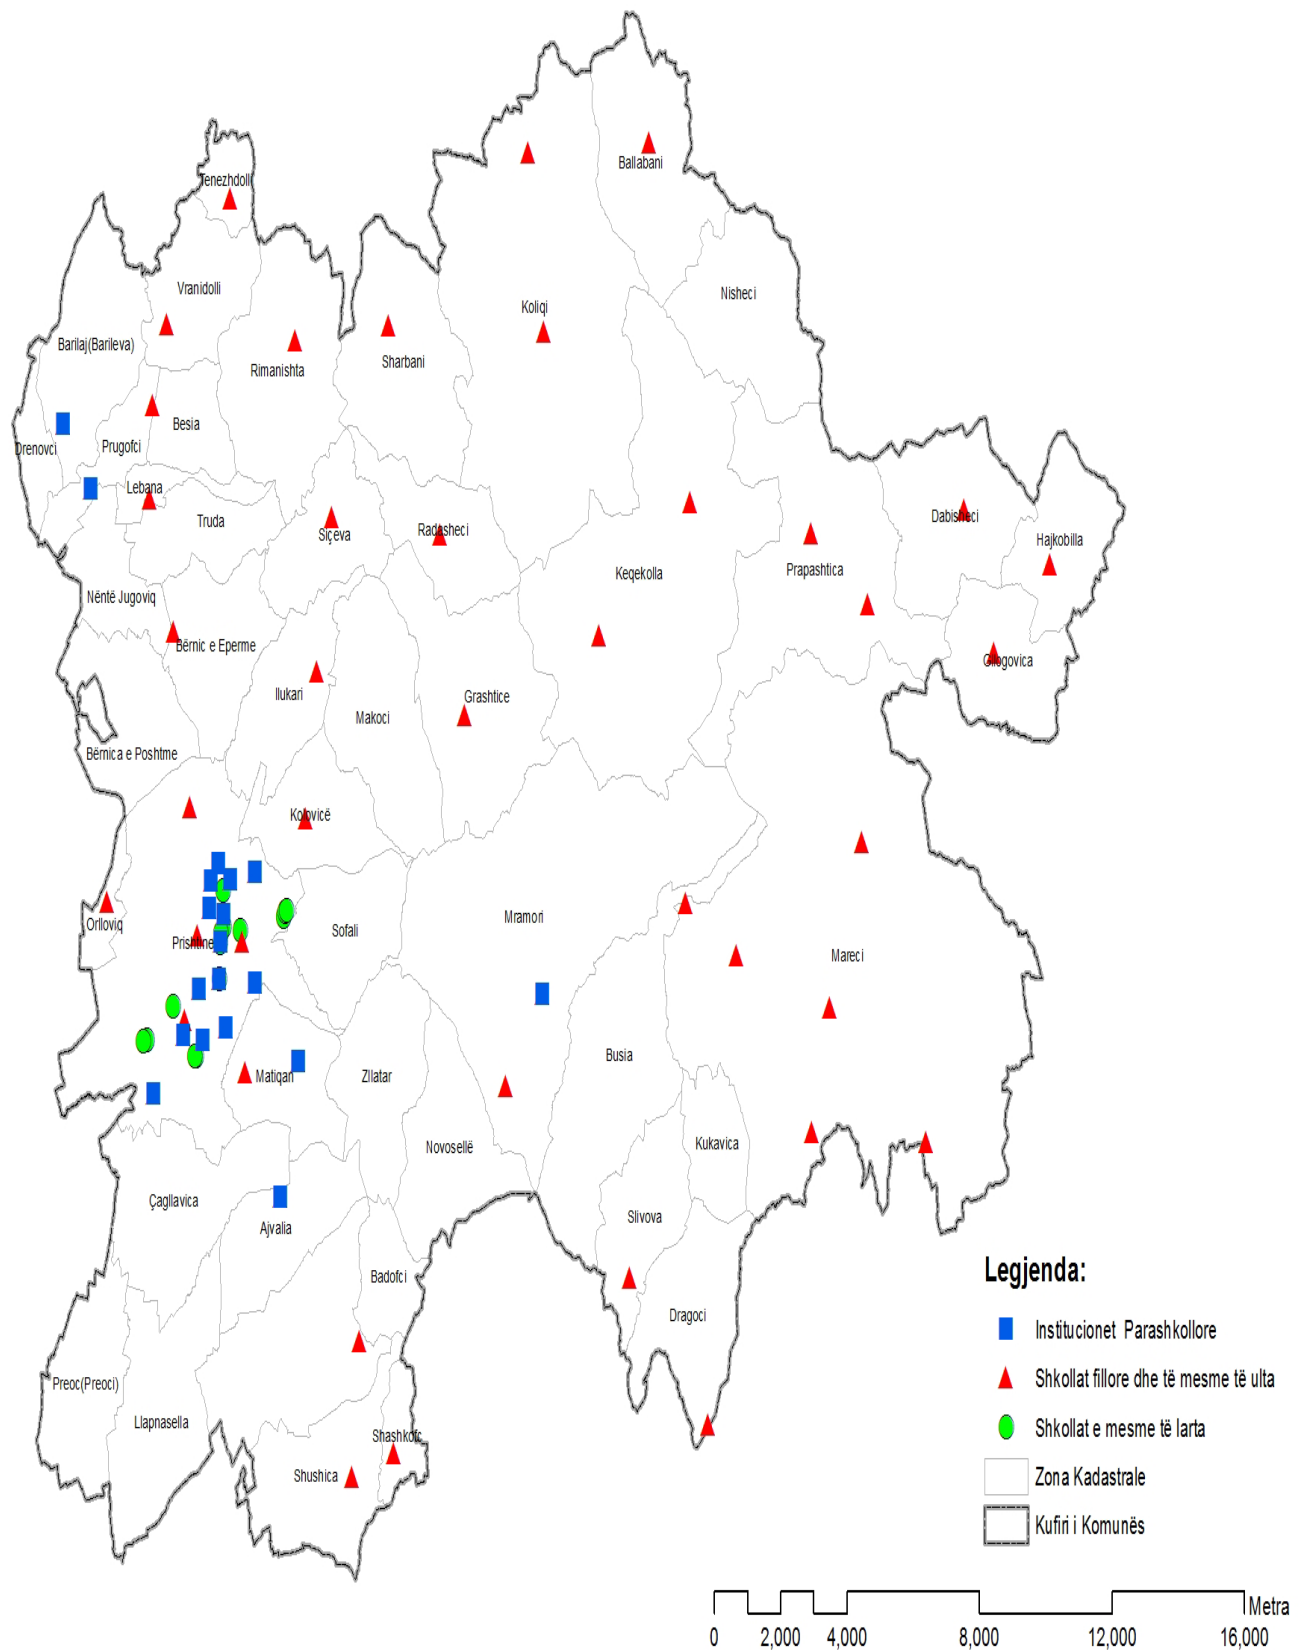 Ballabani
Tenezhdoll
Vranidolli
Nisheci
Koliqi
Barilaj(Barileva)
Sharbani
Rimanishta
Besia
Prugofci
Drenovci
Lebana
Truda
Siçeva
Radasheci
Dabisheci
Hajkobilla
Keqekolla
Prapashtica
Nëntë Jugoviq
Bërnic e Eperme
Gllogovica
Ilukari
Grashtice
Makoci
Bërnica e Poshtme
Kolovicë
Orlloviq
Sofali
Mramori
Prishtine
Mareci
Busia
Matiqan
Zllatar
Kukavica
Novosellë
Çagllavica
Slivova
Ajvalia
Badofci
Dragoci
Preoc(Preoci)
Llapnasella
Shashkofc
Shushica
Legjenda:
Institucionet Parashkollore
Shkollat fillore dhe të mesme të ulta
Shkollat e mesme të larta
Zona Kadastrale
Kufiri i Komunës
Metra
0 2,000 4,000 8,000 12,000 16,000